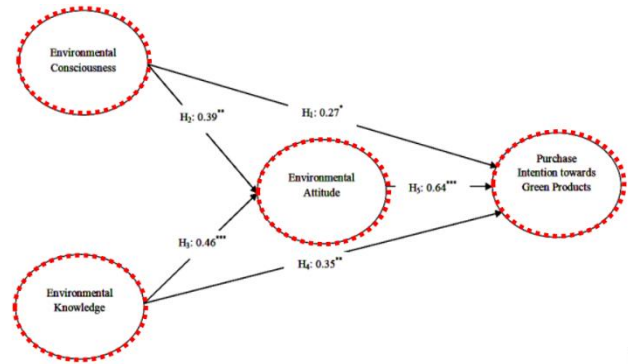 Environmental
Consciousness
H₁: 0.27*
H₂: 0.39**
Purchase
Intention towards
Green Products
Environmental
Attitude
H₅: 0.64***
H₃: 0.46***
H₄: 0.35**
Environmental
Knowledge